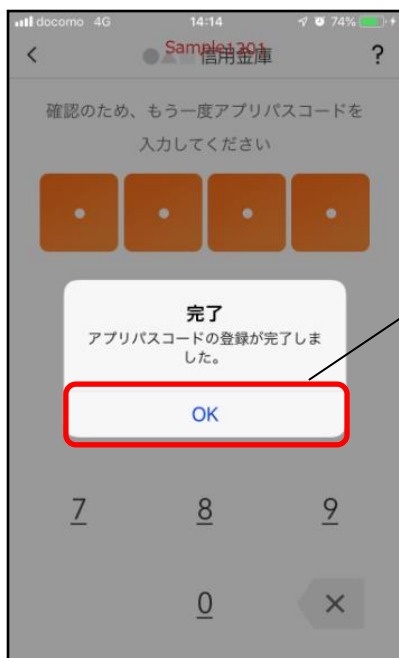 docomo 4G 14:14 74%
Sample1201
●▲■信用金庫 ?
確認のため、もう一度アプリパスコードを
入力してください
完了
アプリパスコードの登録が完了しま
した。
OK
7 8 9
0